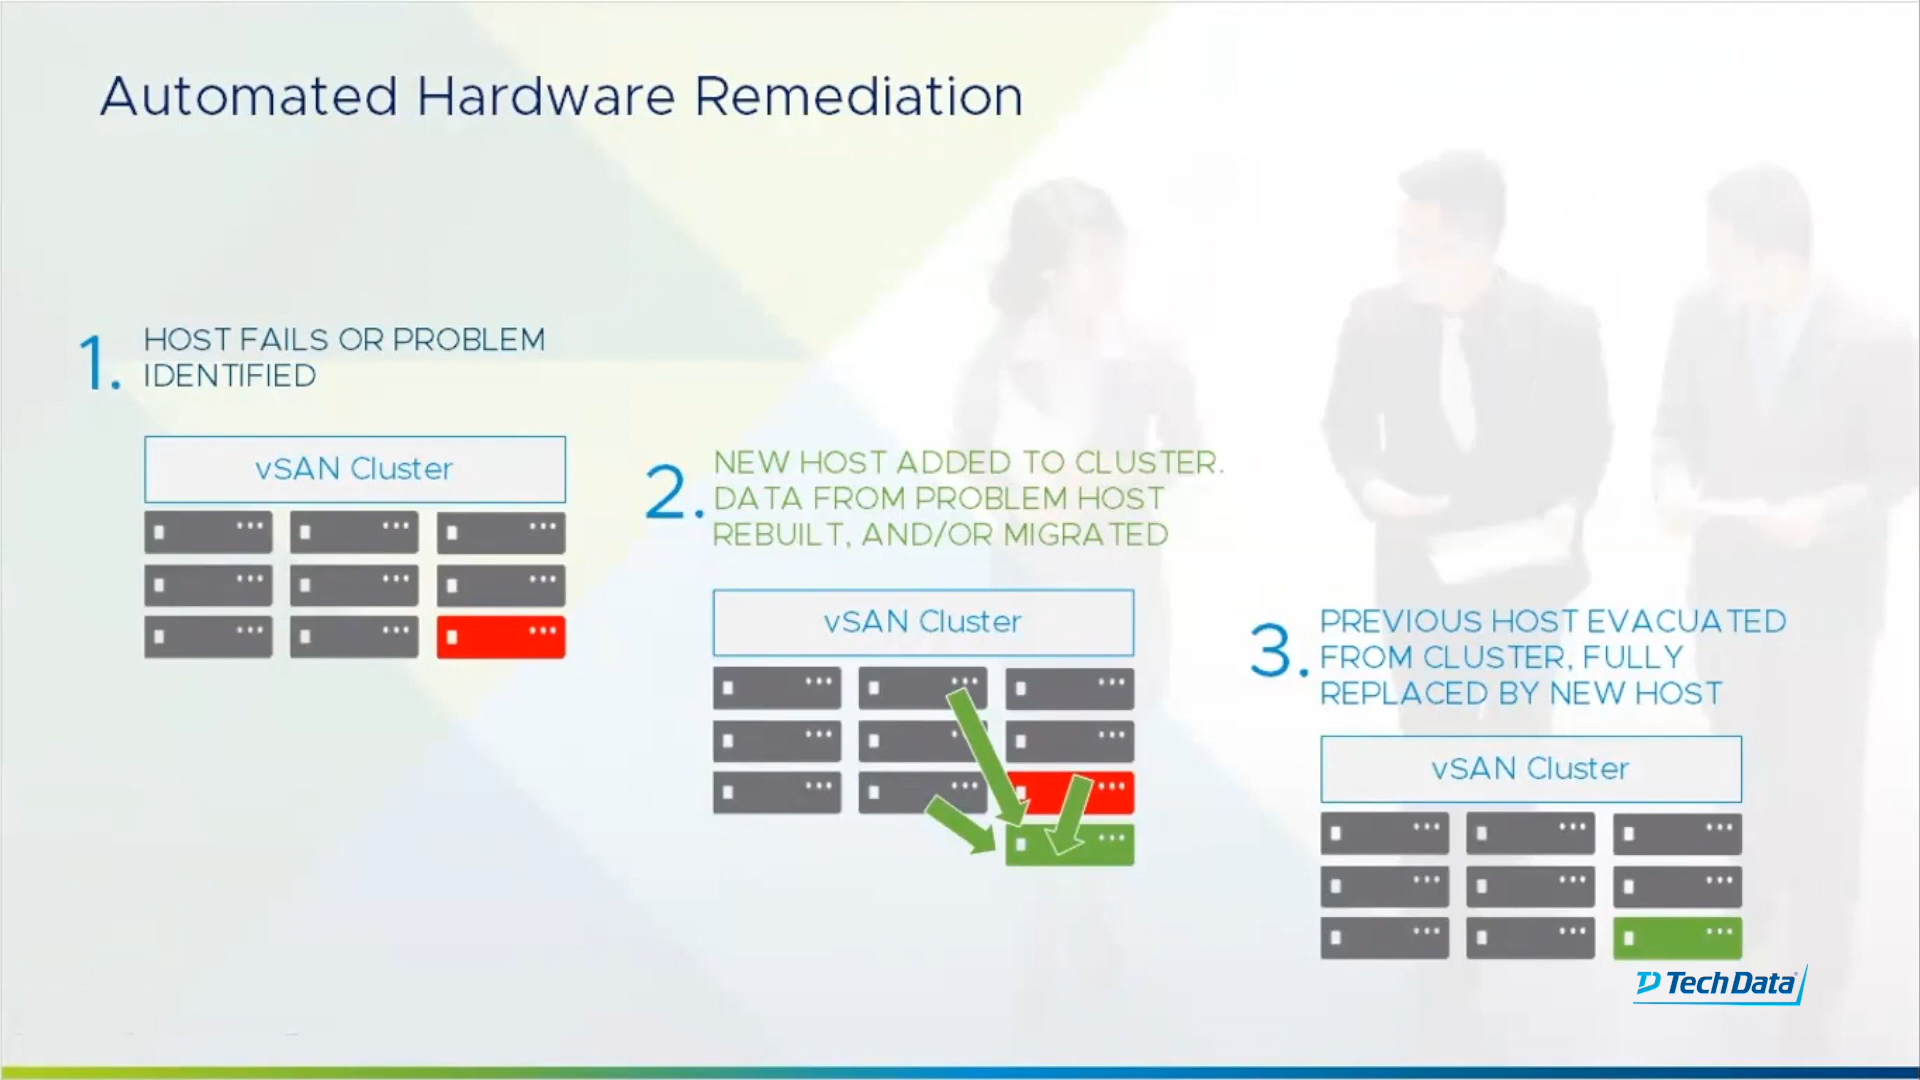 Automated Hardware Remediation
1.
HOST FAILS OR PROBLEM
IDENTIFIED
vSAN Cluster
2.
NEW HOST ADDED TO CLUSTER.
DATA FROM PROBLEM HOST
REBUILT, AND/OR MIGRATED
vSAN Cluster
3.
PREVIOUS HOST EVACUATED
FROM CLUSTER, FULLY
REPLACED BY NEW HOST
vSAN Cluster
TechData